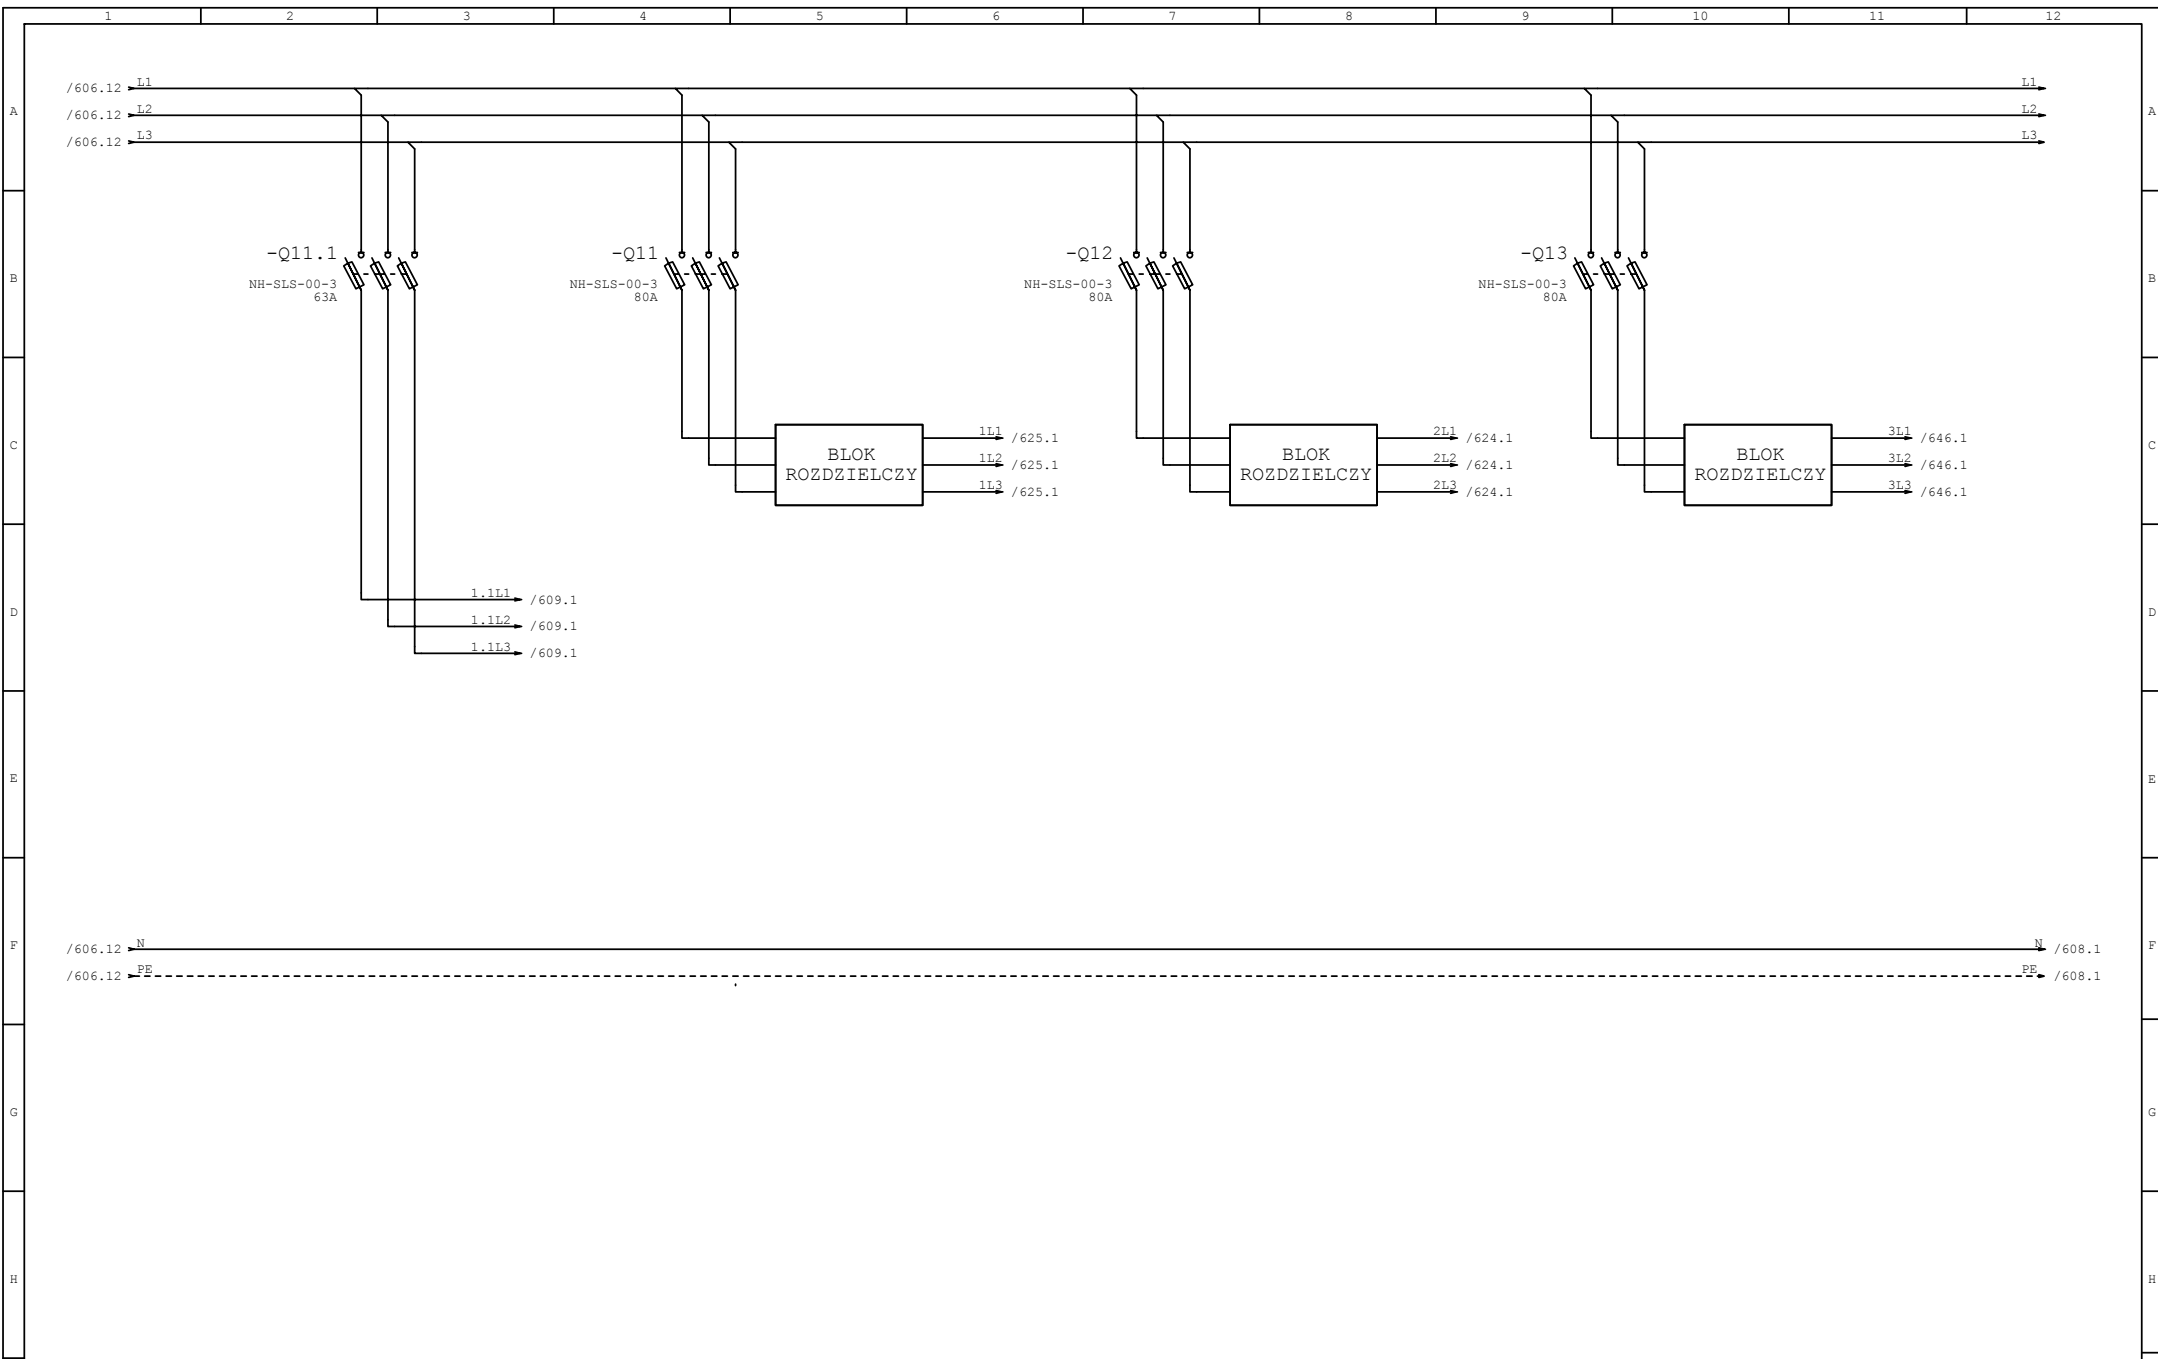 1 2 3 4 5 6 7 8 9 10 11 12
A A
/606.12 L1 L1
/606.12 L2 L2
/606.12 L3 L3
B B
-Q11.1 -Q11 -Q12 -Q13
NH-SLS-00-3 NH-SLS-00-3 NH-SLS-00-3 NH-SLS-00-3
63A 80A 80A 80A
C C
1L1 /625.1 2L1 /624.1 3L1 /646.1
BLOK BLOK BLOK
1L2 /625.1 2L2 /624.1 3L2 /646.1
ROZDZIELCZY ROZDZIELCZY ROZDZIELCZY
1L3 /625.1 2L3 /624.1 3L3 /646.1
D D
1.1L1 /609.1
1.1L2 /609.1
1.1L3 /609.1
E E
F F
/606.12 N N /608.1
/606.12 PE PE /608.1
G G
H H